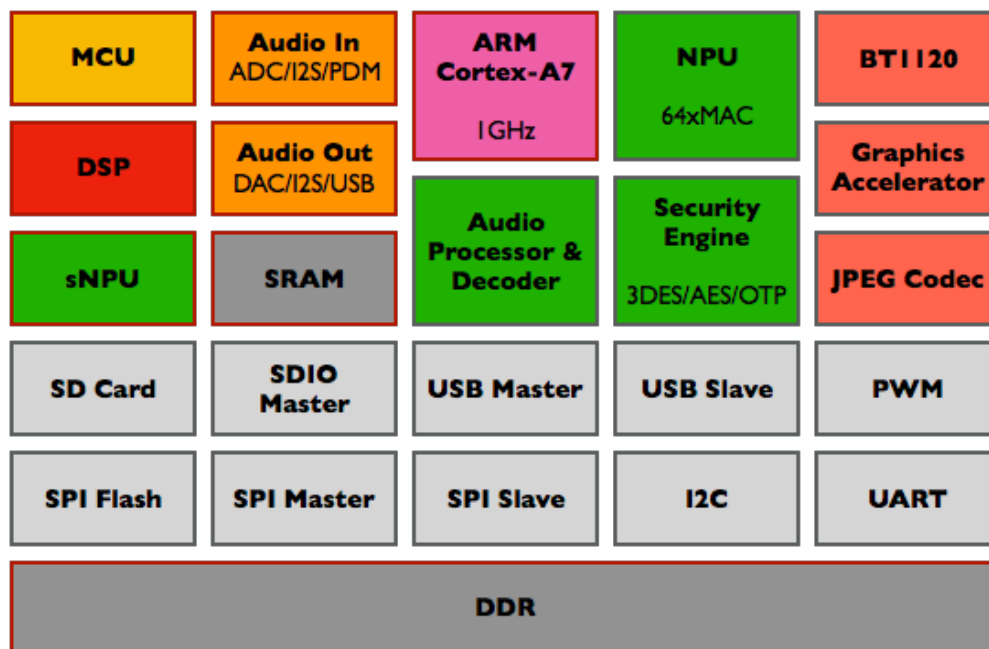 MCU
Audio In
ADC/I2S/PDM
ARM
Cortex-A7
1GHz
NPU
64xMAC
BT1120
DSP
Audio Out
DAC/I2S/USB
Graphics
Accelerator
sNPU
SRAM
Audio
Processor &
Decoder
Security
Engine
3DES/AES/OTP
JPEG Codec
SD Card
SDIO
Master
USB Master
USB Slave
PWM
SPI Flash
SPI Master
SPI Slave
I2C
UART
DDR